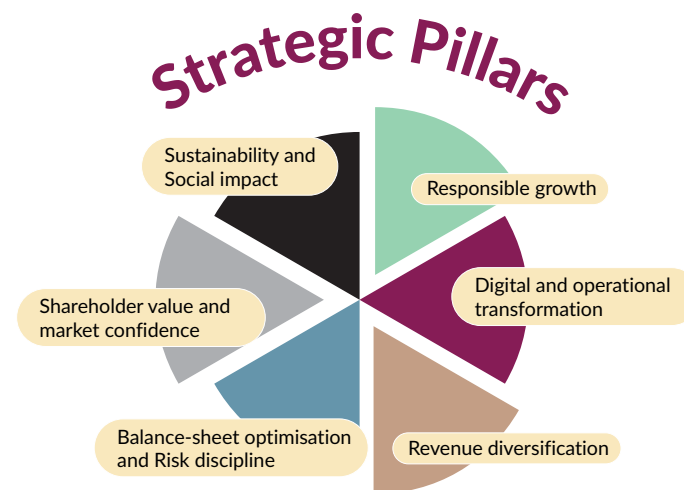 Strategic Pillars
Sustainability and
Social impact
Responsible growth
Digital and operational
transformation
Shareholder value and
market confidence
Balance-sheet optimisation
and Risk discipline
Revenue diversification